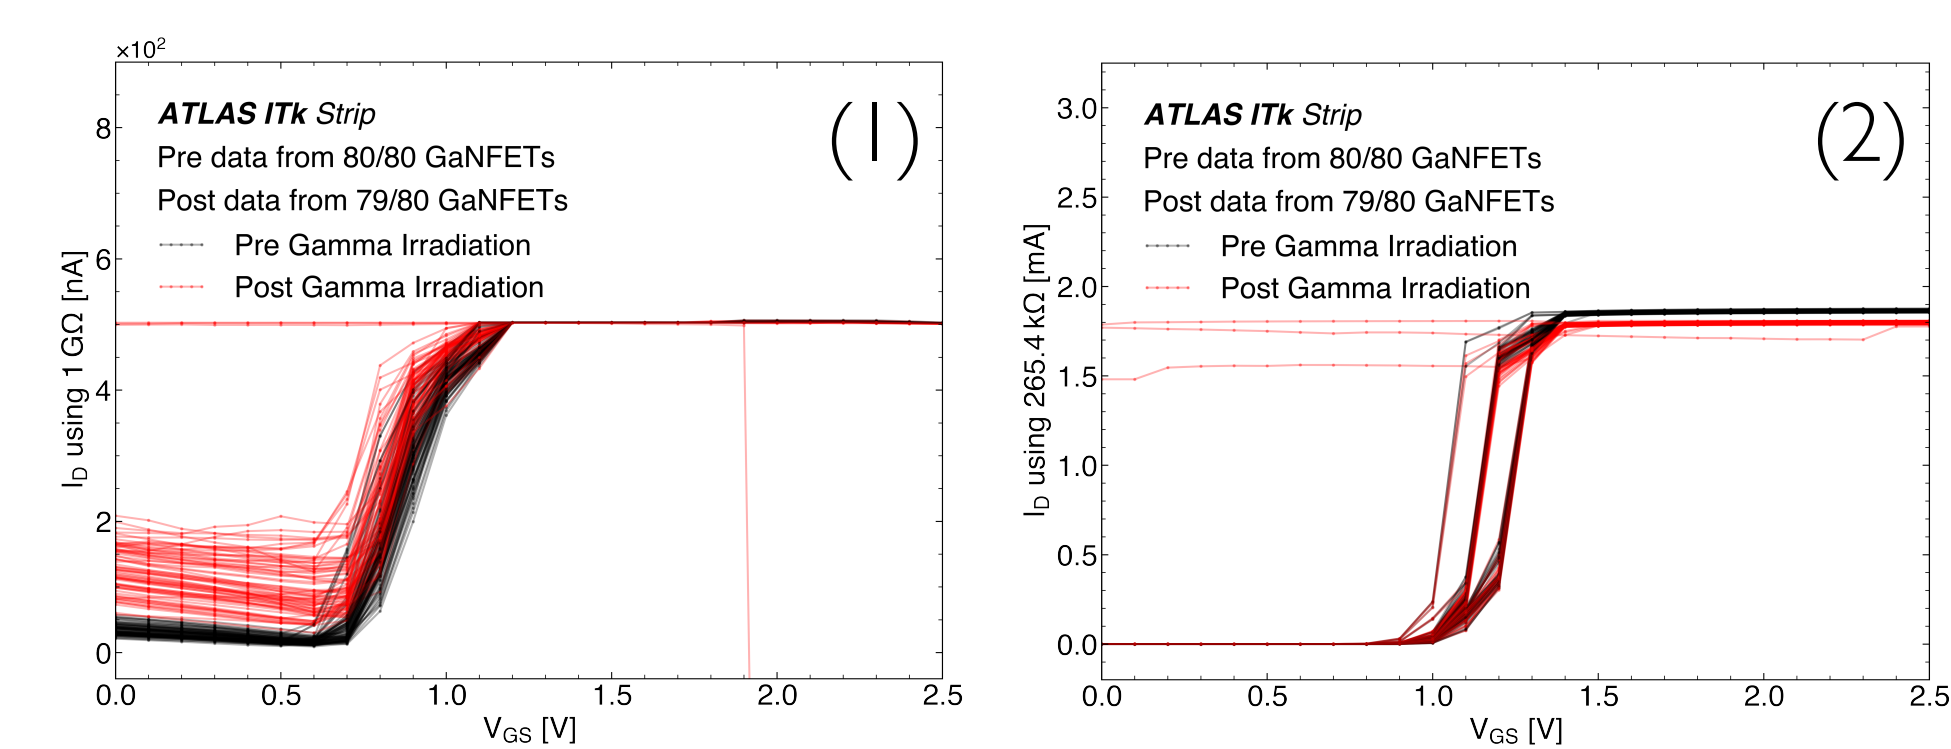 ×10²
ATLAS ITk Strip
(1)
Pre data from 80/80 GaNFETs
Post data from 79/80 GaNFETs
Pre Gamma Irradiation
Post Gamma Irradiation
I_D using 1 GΩ [nA]
8
6
4
2
0
0.0 0.5 1.0 1.5 2.0 2.5
V_GS [V]
ATLAS ITk Strip
(2)
Pre data from 80/80 GaNFETs
Post data from 79/80 GaNFETs
Pre Gamma Irradiation
Post Gamma Irradiation
I_D using 265.4 kΩ [mA]
3.0
2.5
2.0
1.5
1.0
0.5
0.0
0.0 0.5 1.0 1.5 2.0 2.5
V_GS [V]